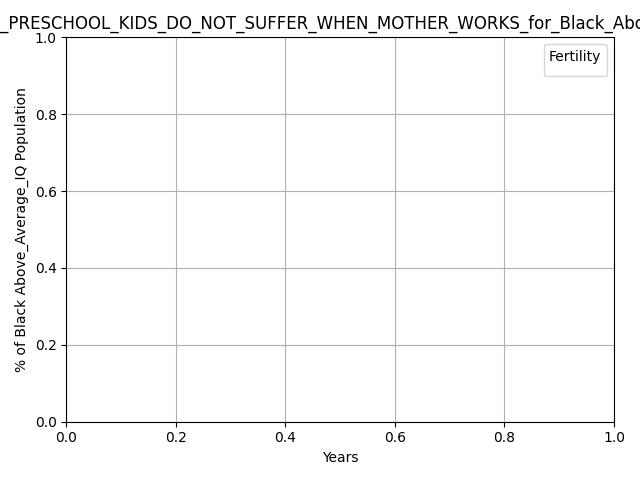 _PRESCHOOL_KIDS_DO_NOT_SUFFER_WHEN_MOTHER_WORKS_for_Black_Abo
Fertility
% of Black Above_Average_IQ Population
1.0
0.8
0.6
0.4
0.2
0.0
0.0 0.2 0.4 0.6 0.8 1.0
Years